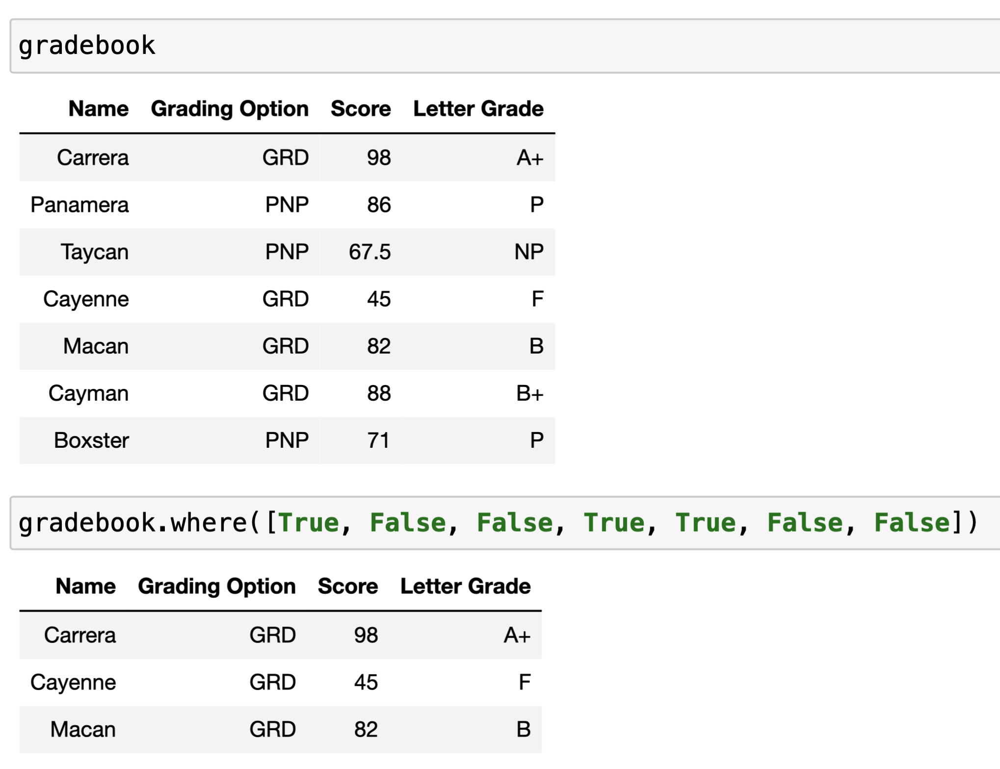 gradebook
Name Grading Option Score Letter Grade
Carrera GRD 98 A+
Panamera PNP 86 P
Taycan PNP 67.5 NP
Cayenne GRD 45 F
Macan GRD 82 B
Cayman GRD 88 B+
Boxster PNP 71 P
gradebook.where([True, False, False, True, True, False, False])
Name Grading Option Score Letter Grade
Carrera GRD 98 A+
Cayenne GRD 45 F
Macan GRD 82 B